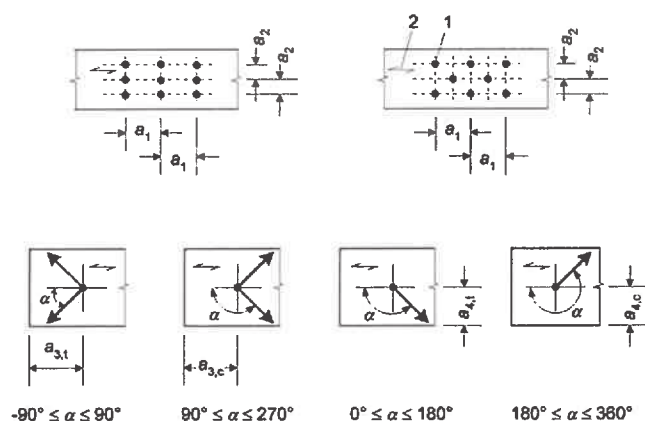 2 1
a₂ a₂
a₂ a₂
a₁ a₁
a₁ a₁
α α α α
a₄,t a₄,c
a₃,t a₃,c
-90° ≤ α ≤ 90° 90° ≤ α ≤ 270° 0° ≤ α ≤ 180° 180° ≤ α ≤ 360°